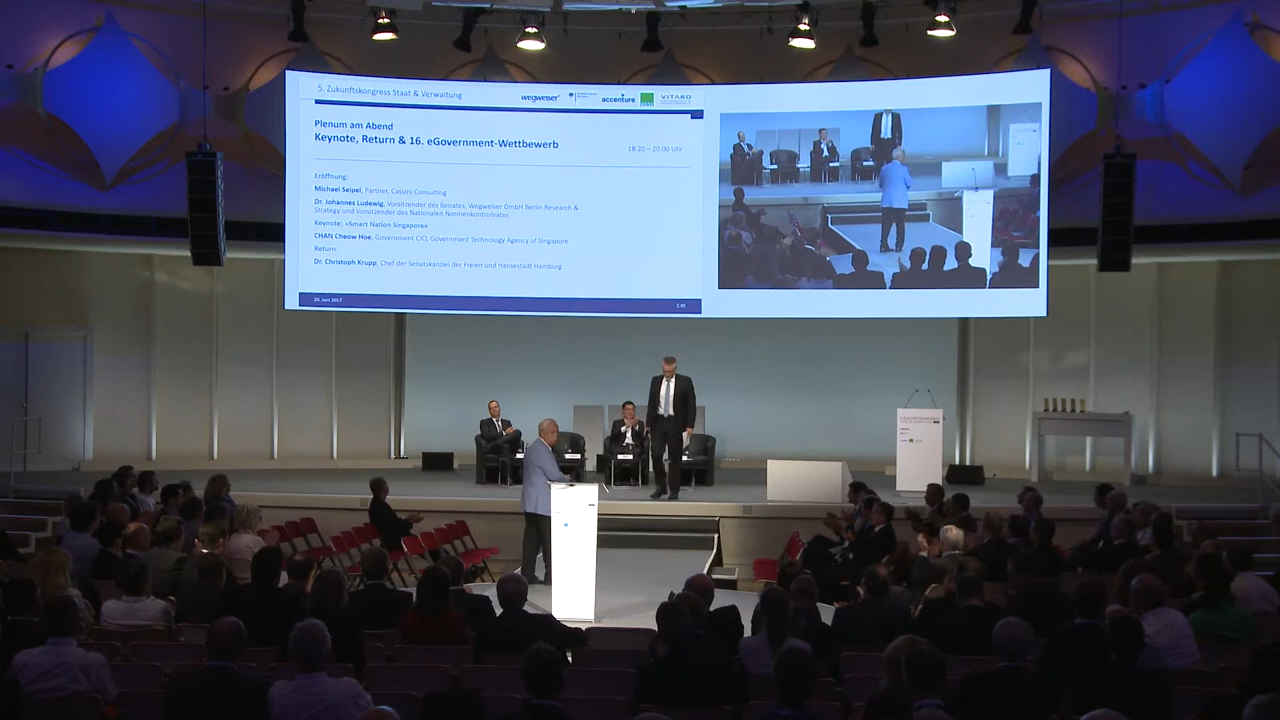 5. Zukunftskongress Staat & Verwaltung
wegweiser
accenture
VITAKO
Plenum am Abend
Keynote, Return & 16. eGovernment-Wettbewerb
18:20 – 20:00 Uhr
Eröffnung:
Michael Seipel, Partner, Cassini Consulting
Dr. Johannes Ludewig, Vorsitzender des Beirates, Wegweiser GmbH Berlin Research &
Strategy und Vorsitzender des Nationalen Normenkontrollrates
Keynote: »Smart Nation Singapore«
CHAN Cheow Hoe, Government CIO, Government Technology Agency of Singapore
Return:
Dr. Christoph Krupp, Chef der Senatskanzlei der Freien und Hansestadt Hamburg
20. Juni 2017
C 01